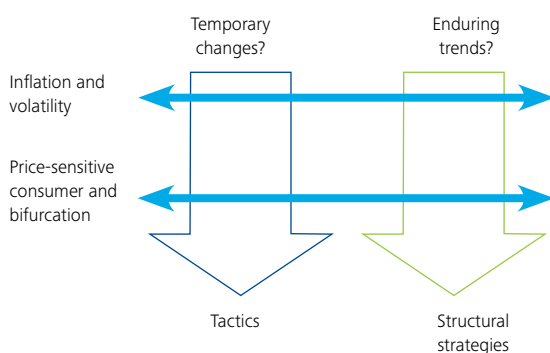 Temporary
changes?
Enduring
trends?
Inflation and
volatility
Price-sensitive
consumer and
bifurcation
Tactics
Structural
strategies